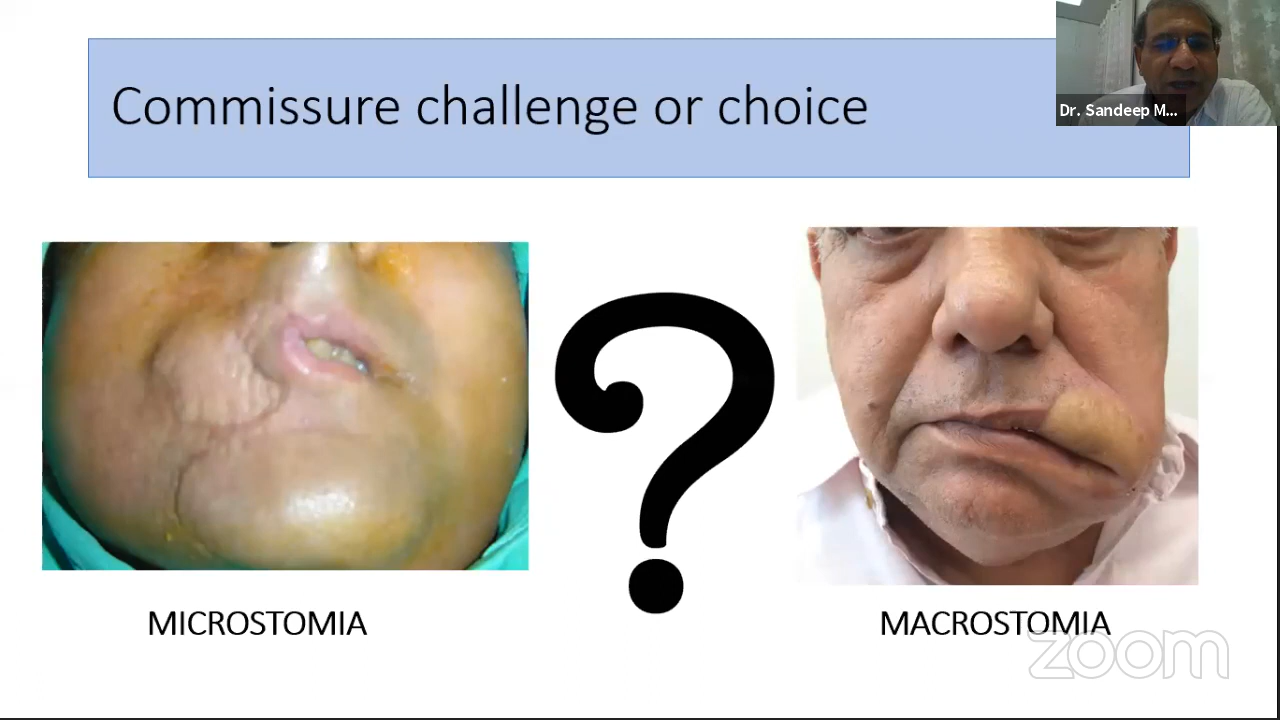 Commissure challenge or choice
Dr. Sandeep M...
MICROSTOMIA
MACROSTOMIA
zoom